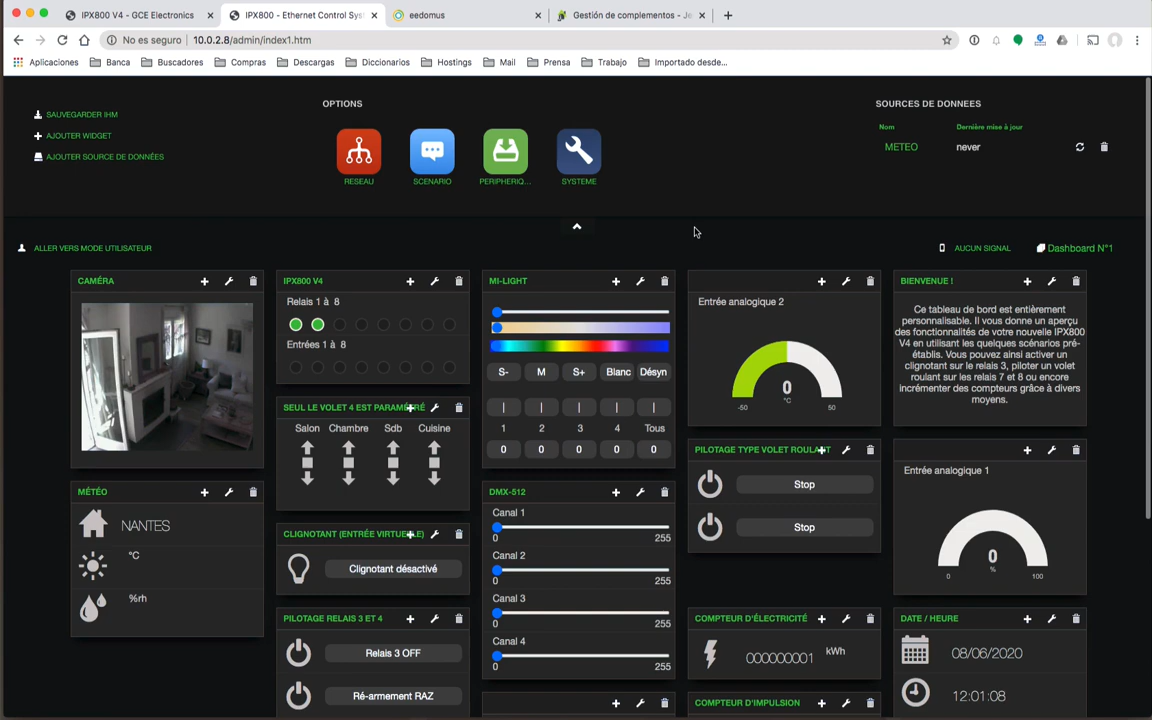 IPX800 V4 - GCE Electronics
IPX800 - Ethernet Control Sys
eedomus
Gestión de complementos - Je
No es seguro | 10.0.2.8/admin/index1.htm
Aplicaciones
Banca
Buscadores
Compras
Descargas
Diccionarios
Hostings
Mail
Prensa
Trabajo
Importado desde...
SAUVEGARDER IHM
AJOUTER WIDGET
AJOUTER SOURCE DE DONNÉES
OPTIONS
RESEAU
SCENARIO
PERIPHERIQ...
SYSTEME
SOURCES DE DONNEES
Nom
Dernière mise à jour
METEO
never
ALLER VERS MODE UTILISATEUR
AUCUN SIGNAL
Dashboard N°1
CAMÉRA
MÉTÉO
NANTES
°C
%rh
IPX800 V4
Relais 1 à 8
Entrées 1 à 8
SEUL LE VOLET 4 EST PARAMÉTRÉ
Salon Chambre Sdb Cuisine
CLIGNOTANT (ENTRÉE VIRTUELLE)
Clignotant désactivé
PILOTAGE RELAIS 3 ET 4
Relais 3 OFF
Ré-armement RAZ
MI-LIGHT
S- M S+ Blanc Désyn
| | | | |
1 2 3 4 Tous
0 0 0 0 0
DMX-512
Canal 1
0 255
Canal 2
0 255
Canal 3
0 255
Canal 4
0 255
Entrée analogique 2
0
°C
-50 50
PILOTAGE TYPE VOLET ROULANT
Stop
Stop
COMPTEUR D'ÉLECTRICITÉ
000000001 kWh
COMPTEUR D'IMPULSION
BIENVENUE !
Ce tableau de bord est entièrement
personnalisable. Il vous donne un aperçu
des fonctionnalités de votre nouvelle IPX800
V4 en utilisant les quelques scénarios pré-
établis. Vous pouvez ainsi activer un
clignotant sur le relais 3, piloter un volet
roulant sur les relais 7 et 8 ou encore
incrémenter des compteurs grâce à divers
moyens.
Entrée analogique 1
0
%
0 100
DATE / HEURE
08/06/2020
12:01:08